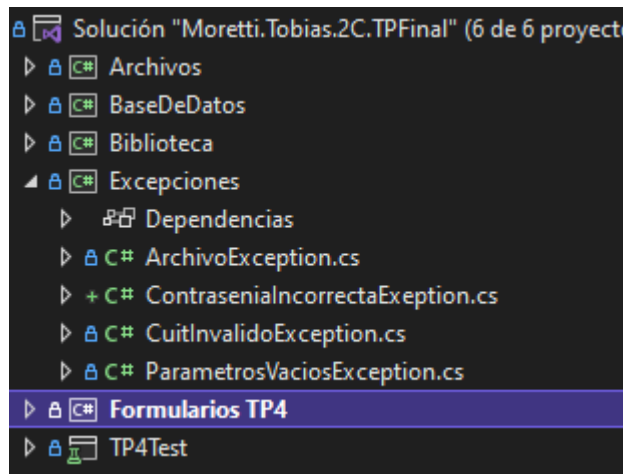 Solución "Moretti.Tobias.2C.TPFinal" (6 de 6 proyect
C# Archivos
C# BaseDeDatos
C# Biblioteca
C# Excepciones
Dependencias
C# ArchivoException.cs
+ C# ContraseniaIncorrectaExeption.cs
C# CuitInvalidoException.cs
C# ParametrosVaciosException.cs
C# Formularios TP4
TP4Test